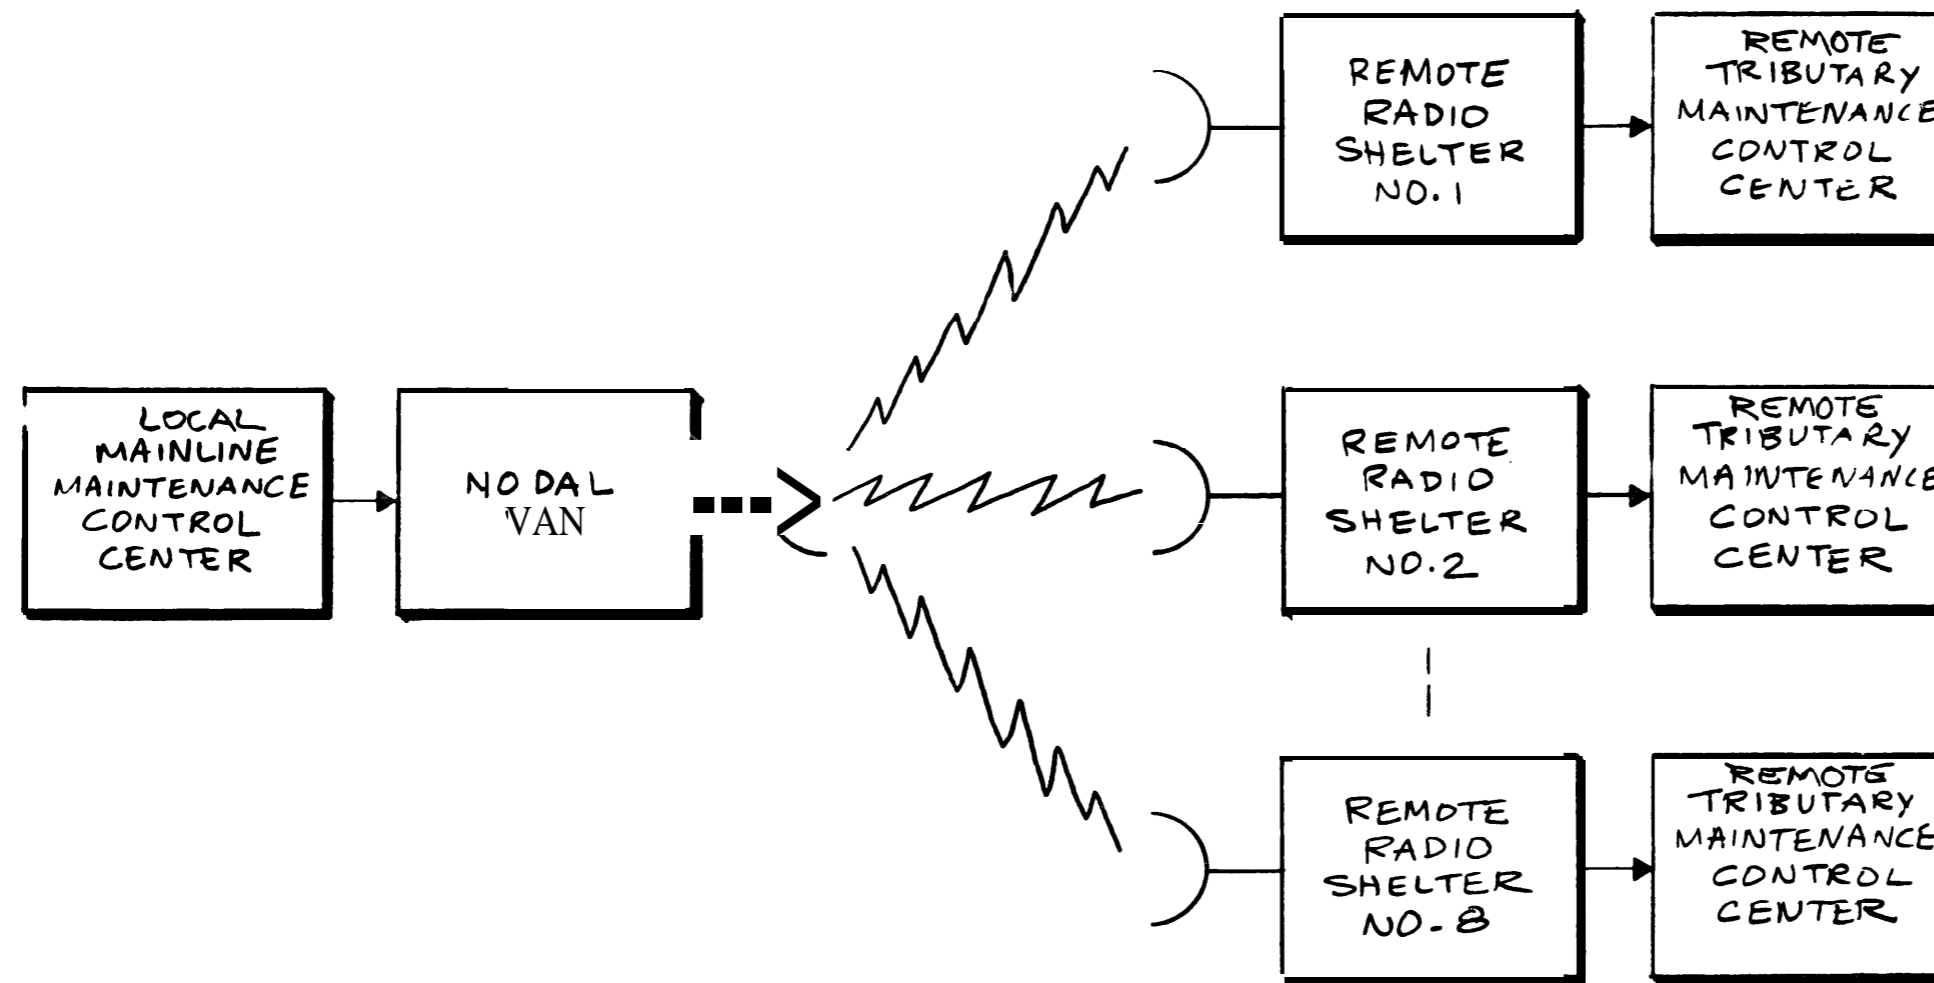 LOCAL
MAINLINE
MAINTENANCE
CONTROL
CENTER
NODAL
VAN
REMOTE
RADIO
SHELTER
NO. 1
REMOTE
TRIBUTARY
MAINTENANCE
CONTROL
CENTER
REMOTE
RADIO
SHELTER
NO. 2
REMOTE
TRIBUTARY
MAINTENANCE
CONTROL
CENTER
REMOTE
RADIO
SHELTER
NO. 8
REMOTE
TRIBUTARY
MAINTENANCE
CONTROL
CENTER